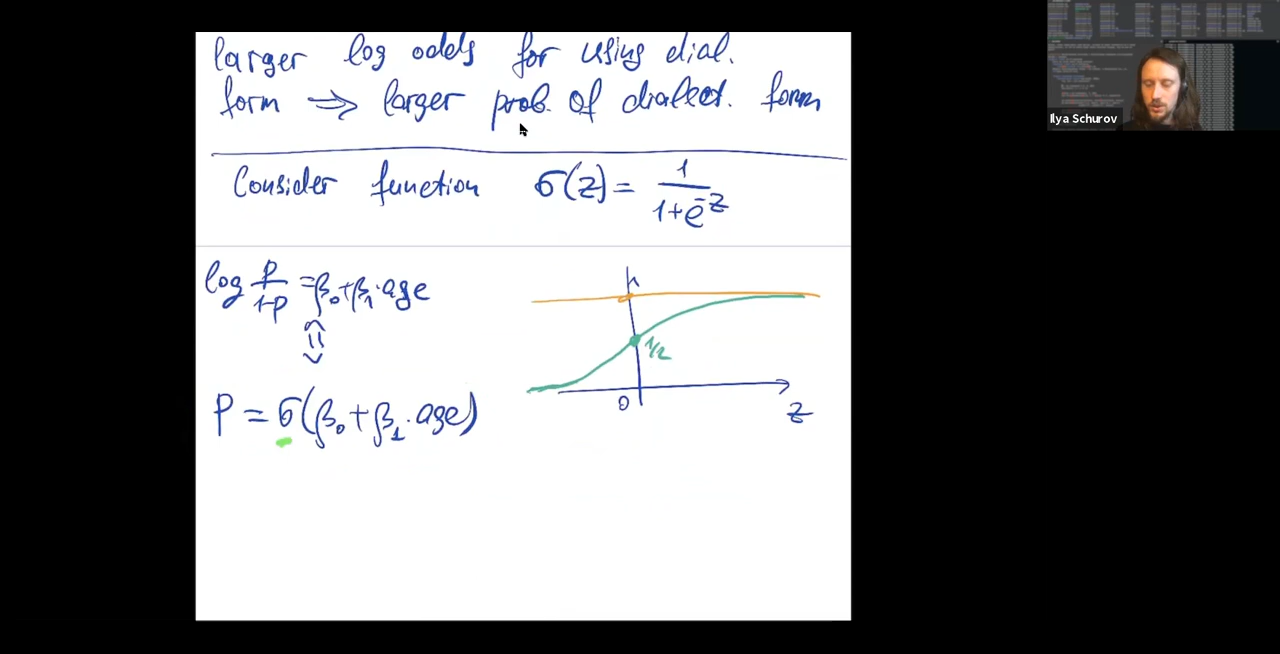 larger log odds for using dial.
form ⇒ larger prob. of dialect. form
Consider function σ(z) = 1/(1+e^-z)
log p/(1-p) = β₀+β₁·age
⇕
P = σ(β₀+β₁·age)
1/2
0
z
Ilya Schurov